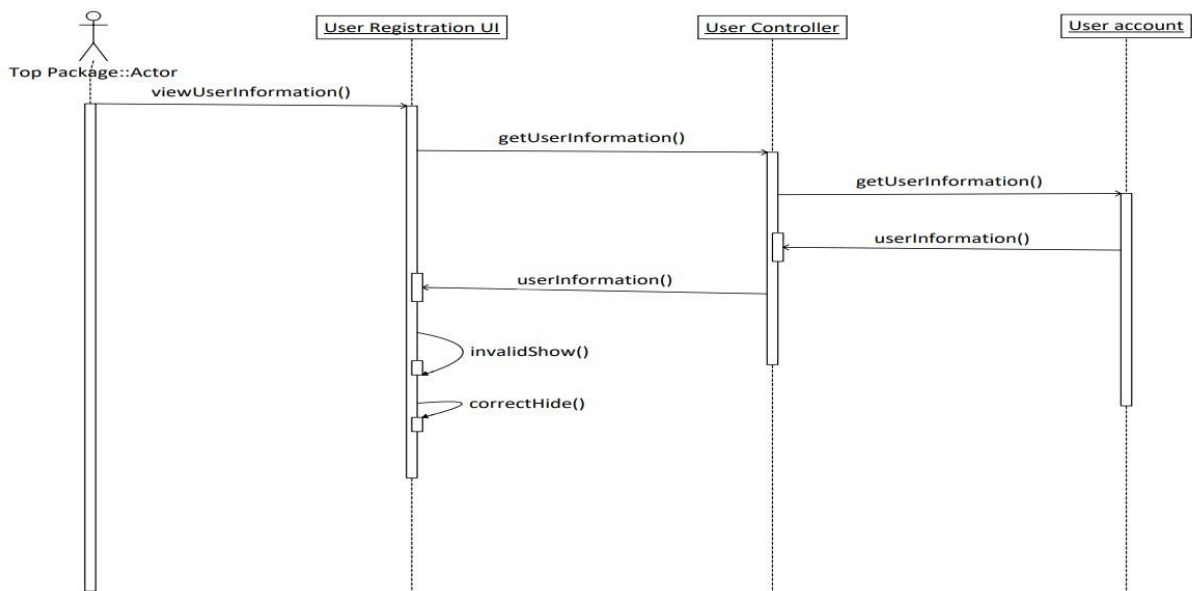 User Registration UI
User Controller
User account
Top Package::Actor
viewUserInformation()
getUserInformation()
getUserInformation()
userInformation()
userInformation()
invalidShow()
correctHide()